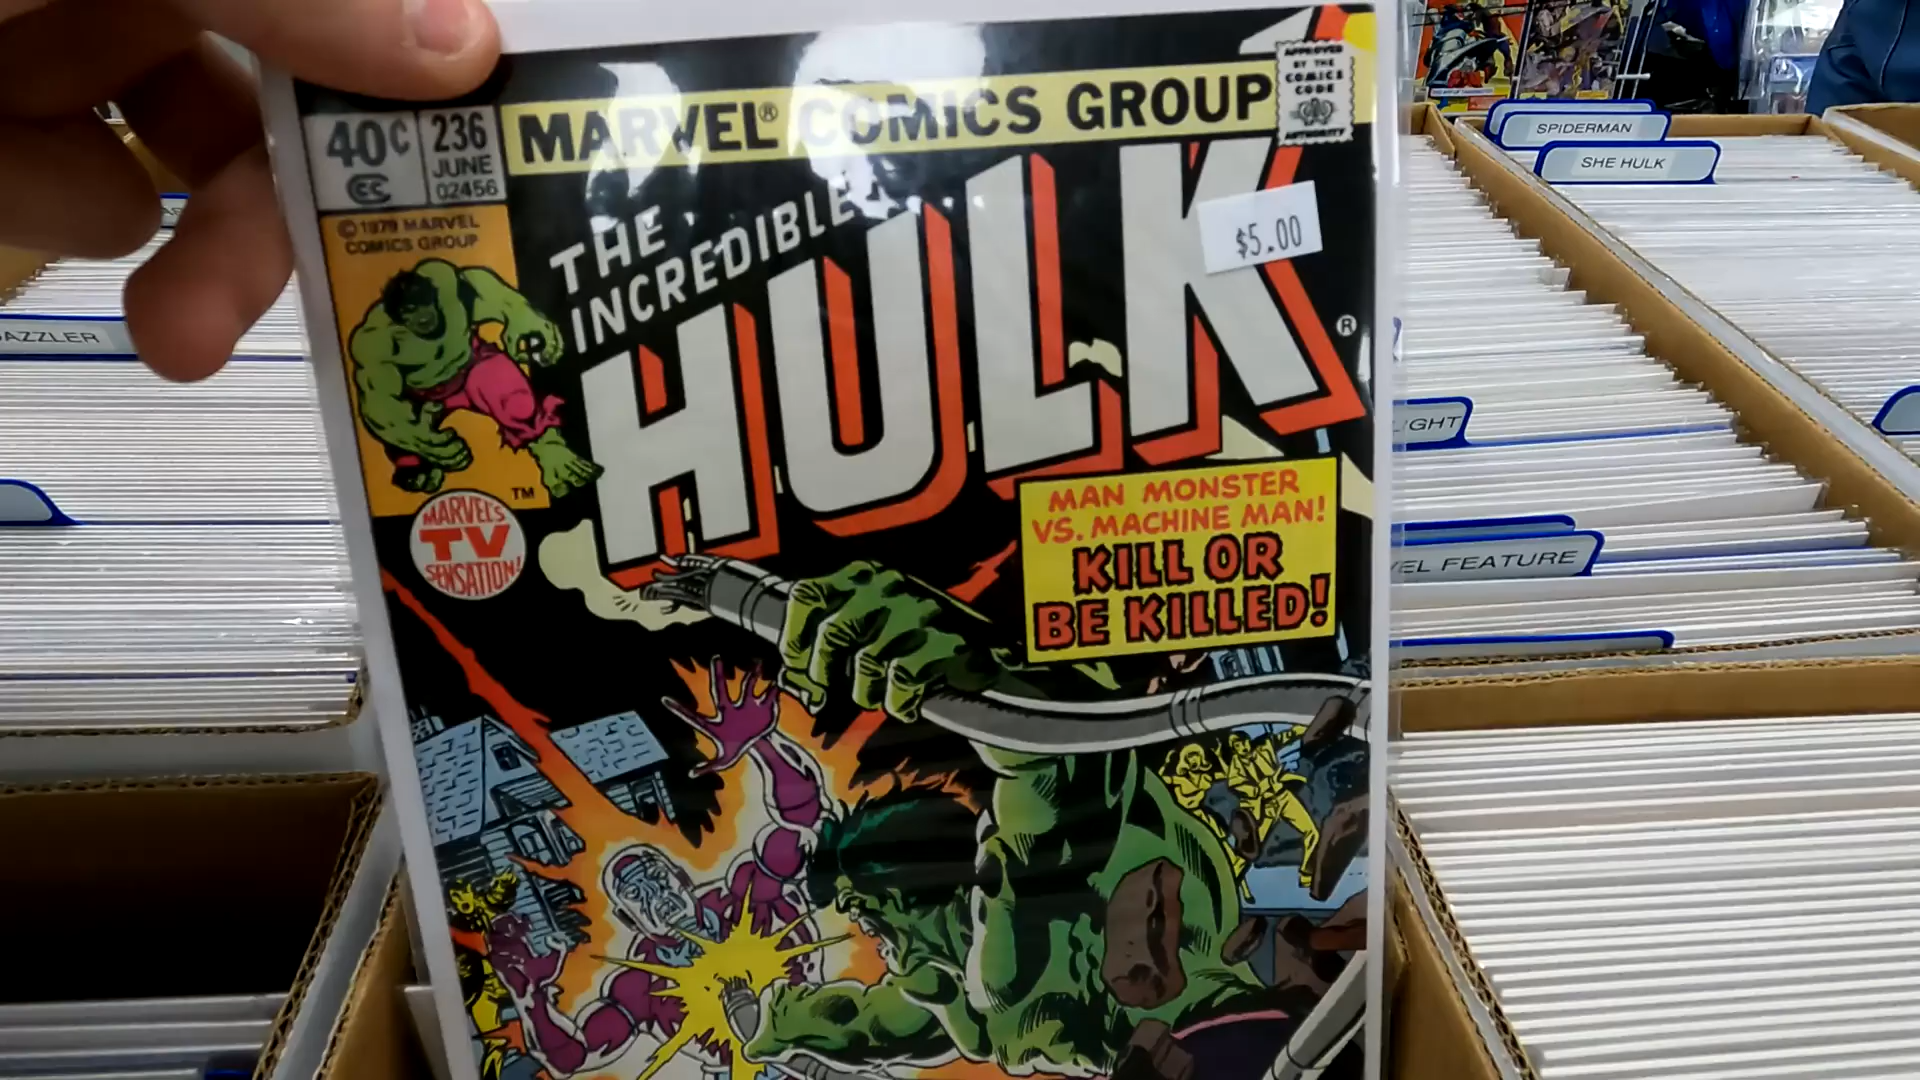 40¢
CC
236
JUNE
02456
MARVEL® COMICS GROUP
APPROVED
BY THE
COMICS
CODE
AUTHORITY
© 1979 MARVEL
COMICS GROUP
THE
INCREDIBLE
HULK
®
$5.00
TM
MARVEL'S
TV
SENSATION!
MAN MONSTER
VS. MACHINE MAN!
KILL OR
BE KILLED!
SPIDERMAN
SHE HULK
AZZLER
IGHT
EL FEATURE